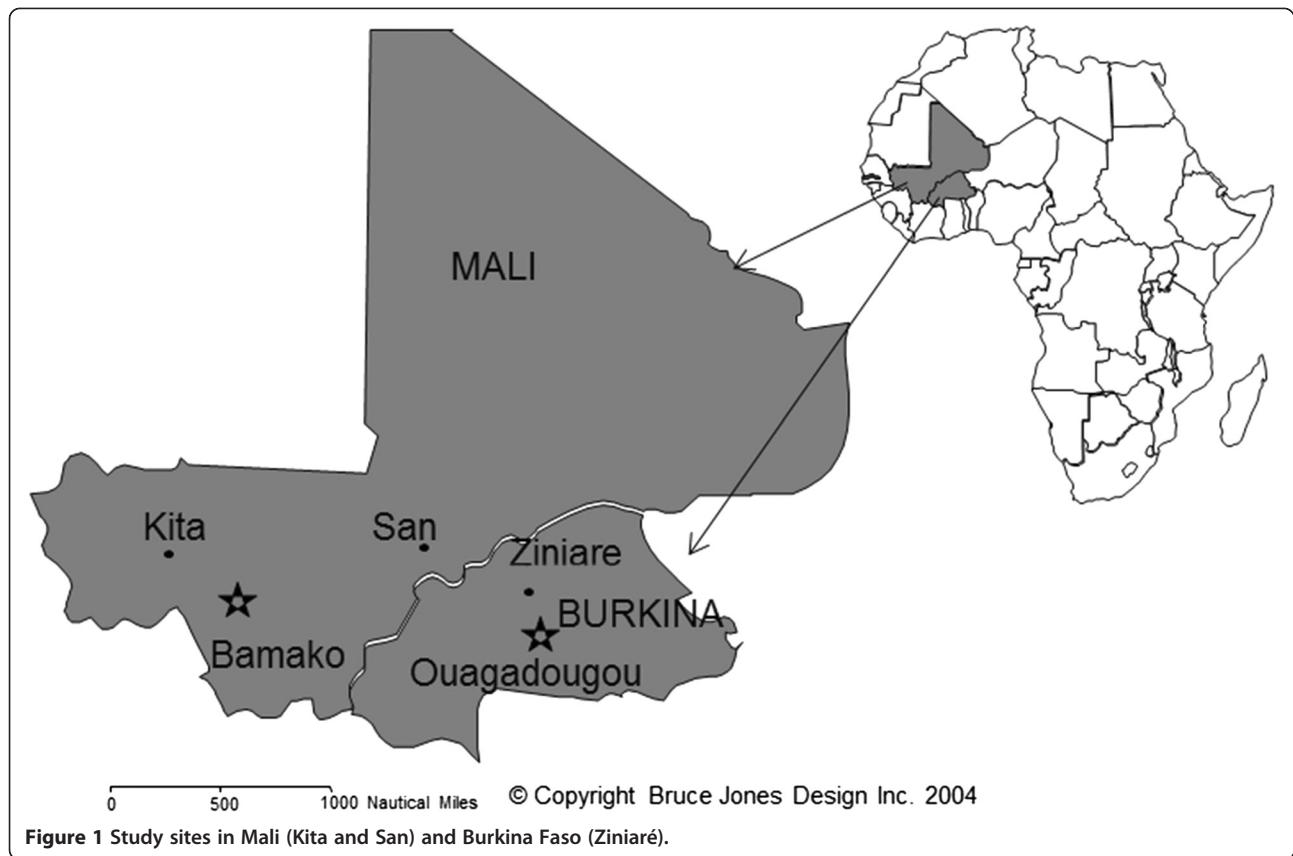 MALI
Kita
San
Ziniare
BURKINA
Bamako
Ouagadougou
0 500 1000 Nautical Miles © Copyright Bruce Jones Design Inc. 2004
Figure 1 Study sites in Mali (Kita and San) and Burkina Faso (Ziniaré).